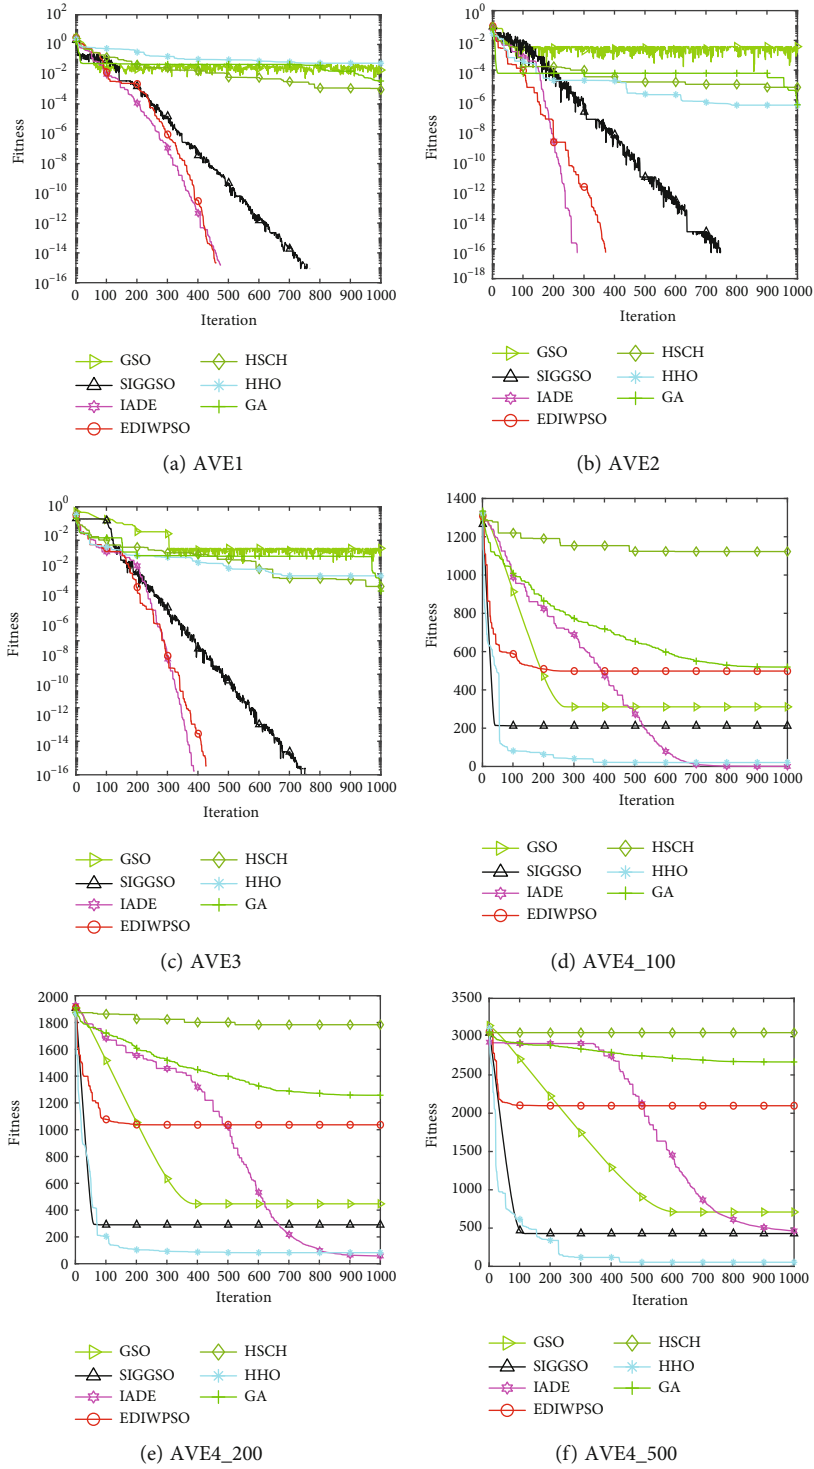 10^2
10^0
10^-2
10^-4
10^-6
10^-8
10^-10
10^-12
10^-14
10^-16
Fitness
0 100 200 300 400 500 600 700 800 900 1000
Iteration
GSO HSCH
SIGGSO HHO
IADE GA
EDIWPSO
(a) AVE1
10^2
10^0
10^-2
10^-4
10^-6
10^-8
10^-10
10^-12
10^-14
10^-16
10^-18
Fitness
0 100 200 300 400 500 600 700 800 900 1000
Iteration
GSO HSCH
SIGGSO HHO
IADE GA
EDIWPSO
(b) AVE2
10^0
10^-2
10^-2
10^-4
10^-6
10^-8
10^-10
10^-12
10^-14
10^-16
Fitness
0 100 200 300 400 500 600 700 800 900 1000
Iteration
GSO HSCH
SIGGSO HHO
IADE GA
EDIWPSO
(c) AVE3
1400
1200
1000
800
600
400
200
0
Fitness
0 100 200 300 400 500 600 700 800 900 1000
Iteration
GSO HSCH
SIGGSO HHO
IADE GA
EDIWPSO
(d) AVE4_100
2000
1800
1600
1400
1200
1000
800
600
400
200
0
Fitness
0 100 200 300 400 500 600 700 800 900 1000
Iteration
GSO HSCH
SIGGSO HHO
IADE GA
EDIWPSO
(e) AVE4_200
3500
3000
2500
2000
1500
1000
500
0
Fitness
0 100 200 300 400 500 600 700 800 900 1000
Iteration
GSO HSCH
SIGGSO HHO
IADE GA
EDIWPSO
(f) AVE4_500